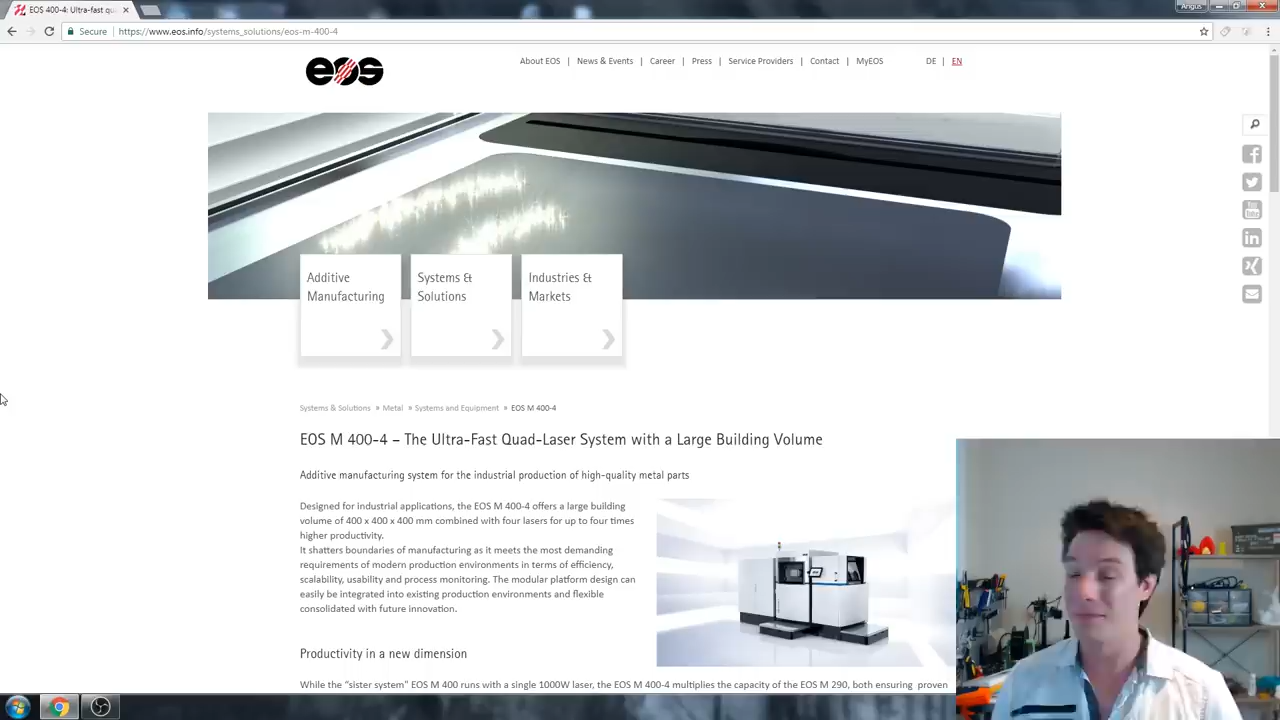 EOS 400-4: Ultra-fast qu
Angus
Secure
https://www.eos.info/systems_solutions/eos-m-400-4
eos
About EOS | News & Events | Career | Press | Service Providers | Contact | MyEOS
DE | EN
Additive
Manufacturing
Systems &
Solutions
Industries &
Markets
You
Tube
in
Systems & Solutions » Metal » Systems and Equipment » EOS M 400-4
EOS M 400-4 – The Ultra-Fast Quad-Laser System with a Large Building Volume
Additive manufacturing system for the industrial production of high-quality metal parts
Designed for industrial applications, the EOS M 400-4 offers a large building
volume of 400 x 400 x 400 mm combined with four lasers for up to four times
higher productivity.
It shatters boundaries of manufacturing as it meets the most demanding
requirements of modern production environments in terms of efficiency,
scalability, usability and process monitoring. The modular platform design can
easily be integrated into existing production environments and flexible
consolidated with future innovation.
Productivity in a new dimension
While the “sister system” EOS M 400 runs with a single 1000W laser, the EOS M 400-4 multiplies the capacity of the EOS M 290, both ensuring proven